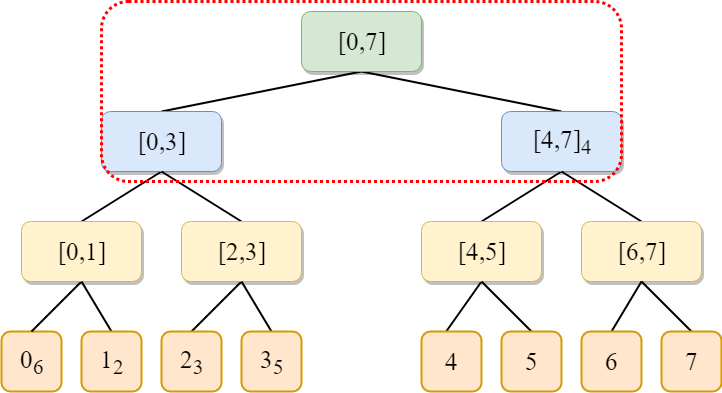 [0,7]
[0,3] [4,7]₄
[0,1] [2,3] [4,5] [6,7]
0₆ 1₂ 2₃ 3₅ 4 5 6 7